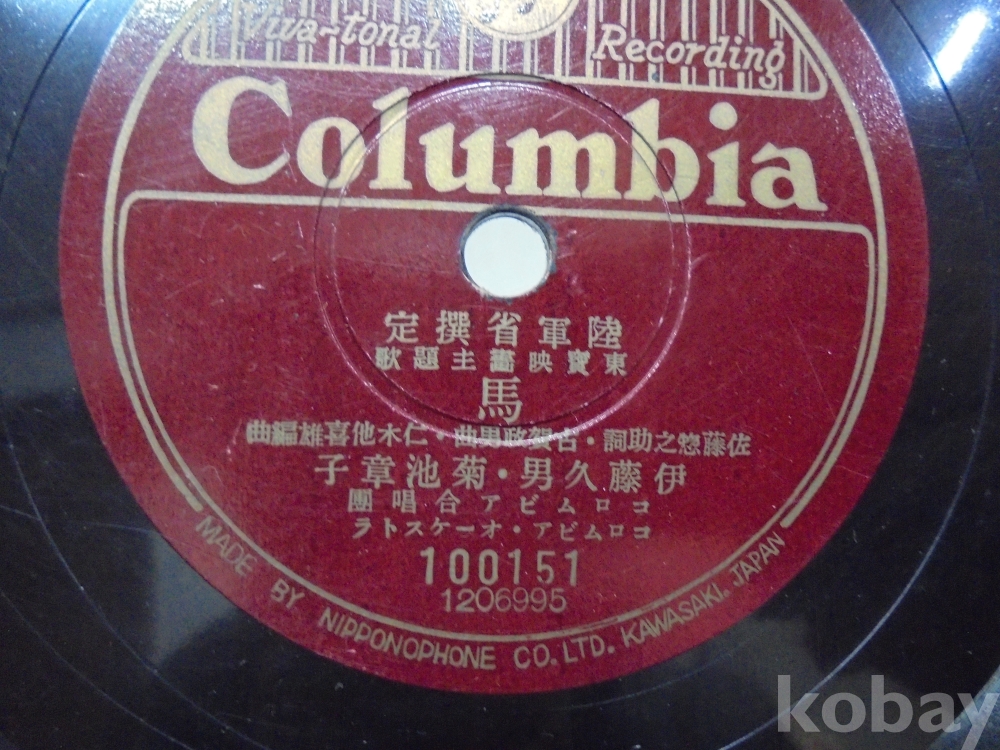 Viva-tonal Recording
Columbia
陸軍省撰定
東寶映畵主題歌
馬
佐藤惣之助詞・古賀政男曲・仁木他喜雄編曲
伊藤久男・菊池章子
コロムビア合唱團
コロムビア・オーケストラ
100151
1206995
MADE BY NIPPONOPHONE CO. LTD. KAWASAKI, JAPAN
kobay